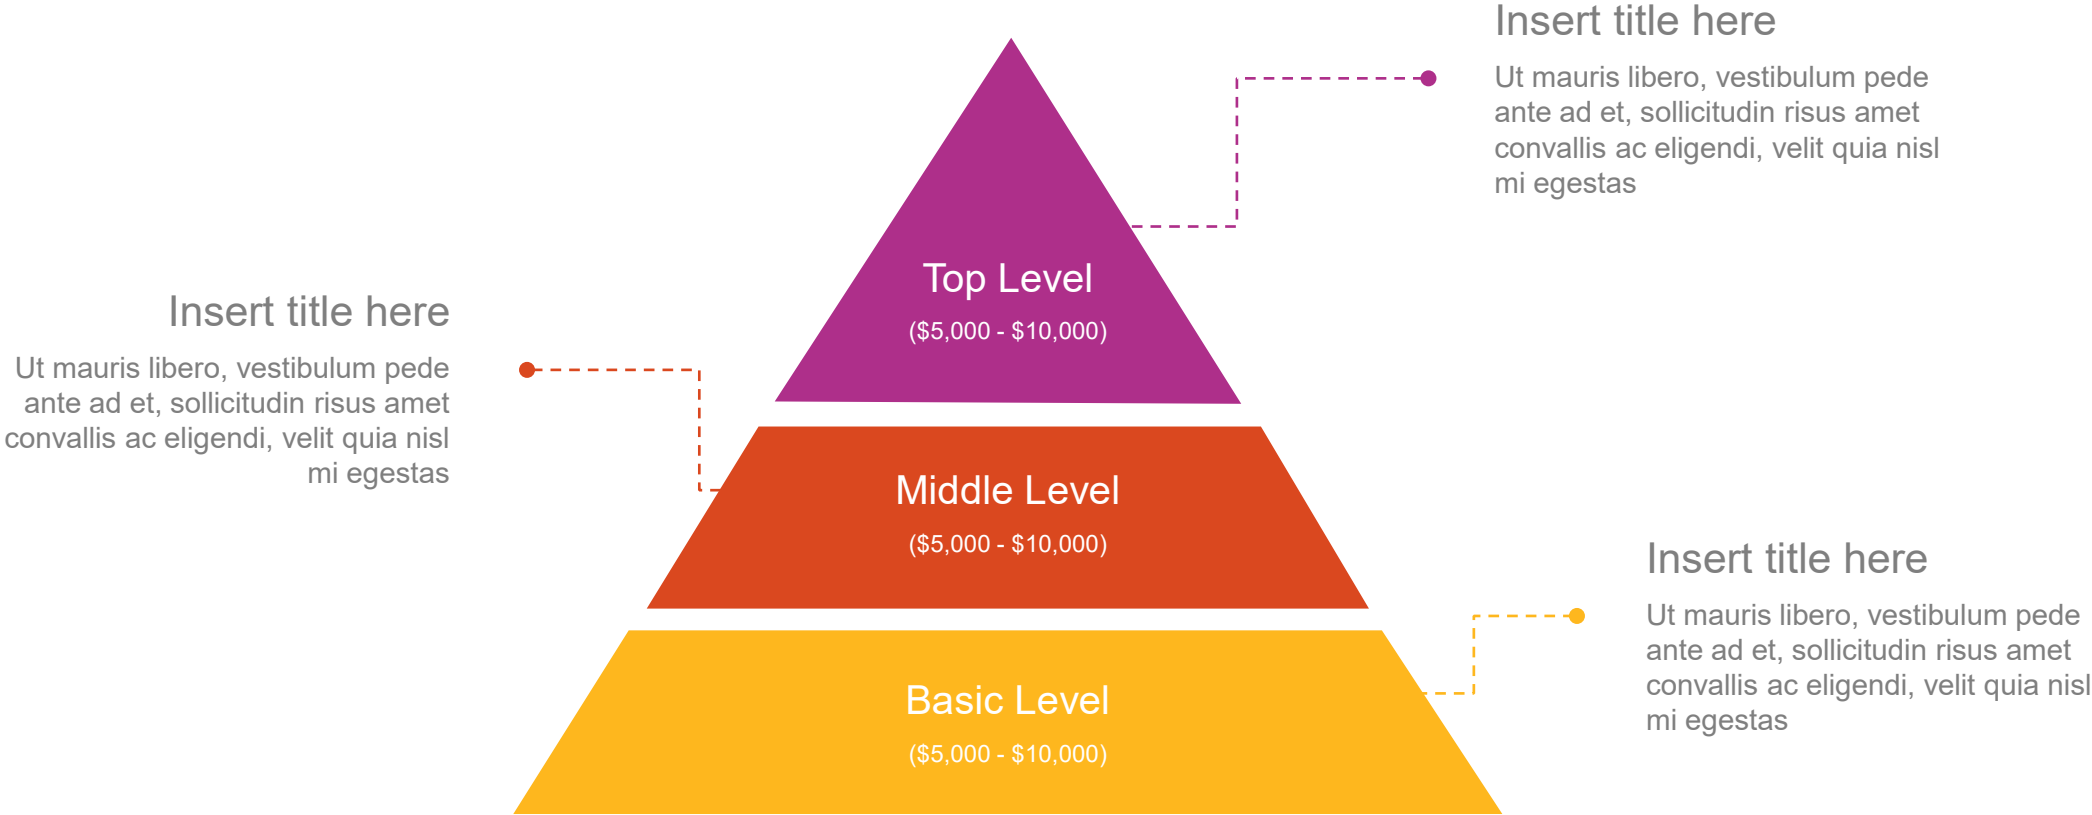 Insert title here
Ut mauris libero, vestibulum pede
ante ad et, sollicitudin risus amet
convallis ac eligendi, velit quia nisl
mi egestas
Top Level
($5,000 - $10,000)
Insert title here
Ut mauris libero, vestibulum pede
ante ad et, sollicitudin risus amet
convallis ac eligendi, velit quia nisl
mi egestas
Middle Level
($5,000 - $10,000)
Insert title here
Ut mauris libero, vestibulum pede
ante ad et, sollicitudin risus amet
convallis ac eligendi, velit quia nisl
mi egestas
Basic Level
($5,000 - $10,000)